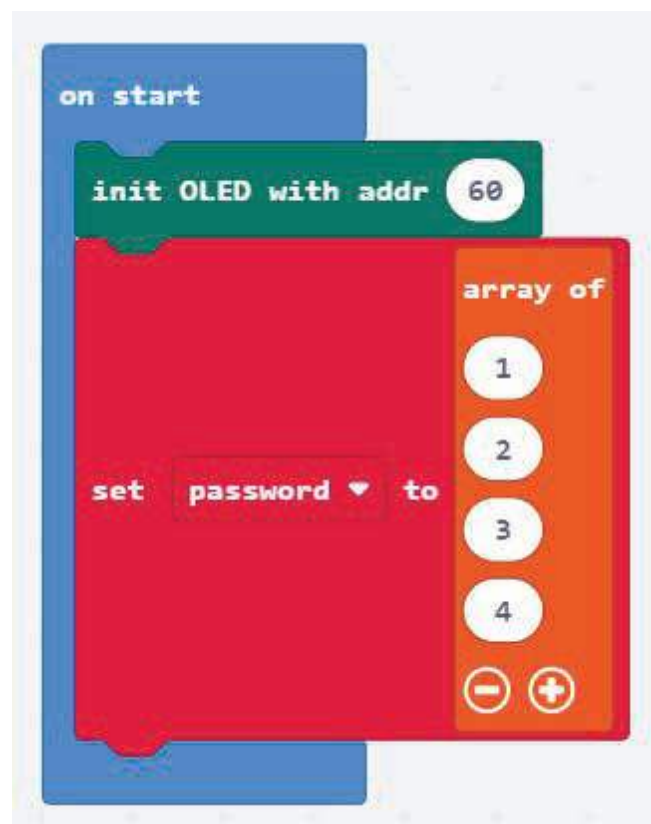 on start
init OLED with addr 60
array of
1
2
set password to
3
4